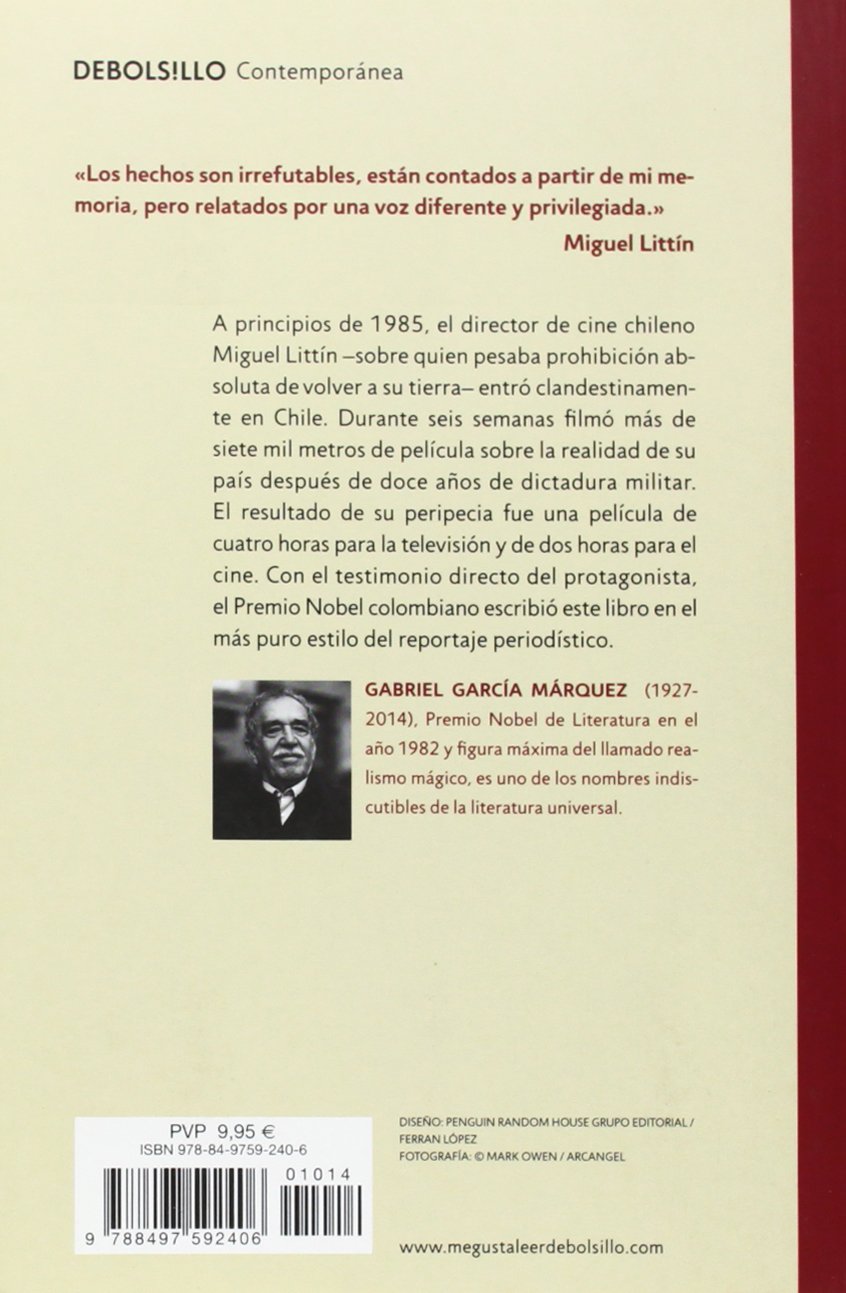 DEBOLS!LLO Contemporánea
«Los hechos son irrefutables, están contados a partir de mi me-
moria, pero relatados por una voz diferente y privilegiada.»
Miguel Littín
A principios de 1985, el director de cine chileno
Miguel Littín –sobre quien pesaba prohibición ab-
soluta de volver a su tierra– entró clandestinamen-
te en Chile. Durante seis semanas filmó más de
siete mil metros de película sobre la realidad de su
país después de doce años de dictadura militar.
El resultado de su peripecia fue una película de
cuatro horas para la televisión y de dos horas para el
cine. Con el testimonio directo del protagonista,
el Premio Nobel colombiano escribió este libro en el
más puro estilo del reportaje periodístico.
GABRIEL GARCÍA MÁRQUEZ (1927-
2014), Premio Nobel de Literatura en el
año 1982 y figura máxima del llamado rea-
lismo mágico, es uno de los nombres indis-
cutibles de la literatura universal.
PVP 9,95 €
ISBN 978-84-9759-240-6
01014
9 788497 592406
DISEÑO: PENGUIN RANDOM HOUSE GRUPO EDITORIAL /
FERRAN LÓPEZ
FOTOGRAFÍA: © MARK OWEN / ARCANGEL
www.megustaleerdebolsillo.com